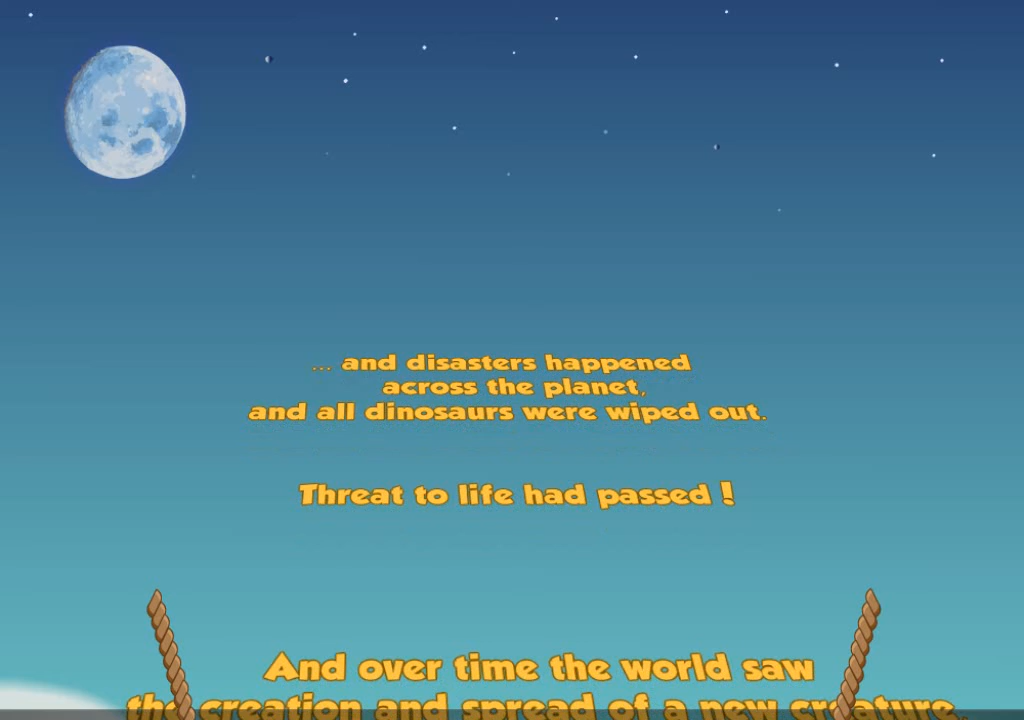 ... and disasters happened
across the planet,
and all dinosaurs were wiped out.
Threat to life had passed !
And over time the world saw
the creation and spread of a new creature